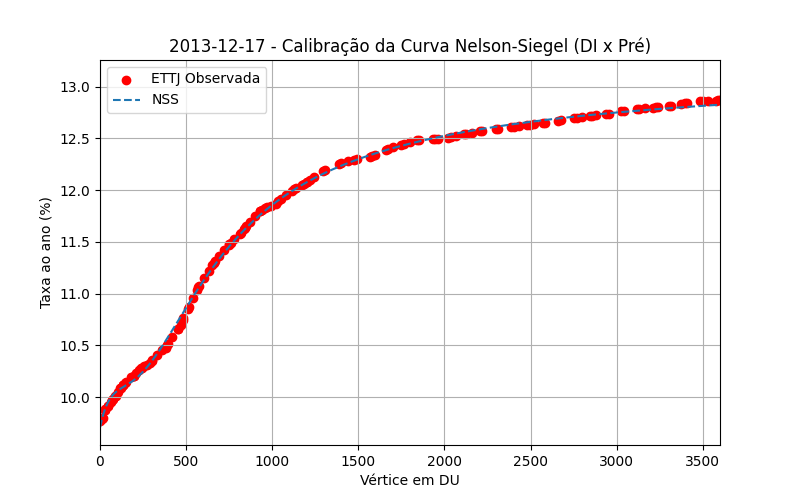 2013-12-17 - Calibração da Curva Nelson-Siegel (DI x Pré)
ETTJ Observada
NSS
Taxa ao ano (%)
13.0
12.5
12.0
11.5
11.0
10.5
10.0
0 500 1000 1500 2000 2500 3000 3500
Vértice em DU